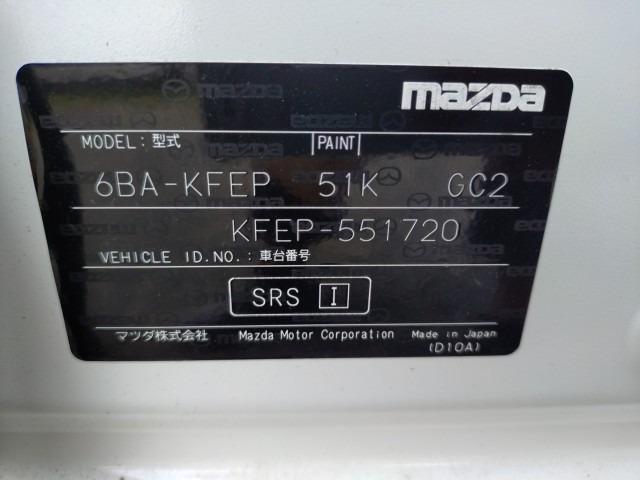 mazda
MODEL: 型式 PAINT
6BA-KFEP 51K GC2
KFEP-551720
VEHICLE ID.NO.: 車台番号
SRS I
マツダ株式会社 Mazda Motor Corporation Made in Japan
(D10A)